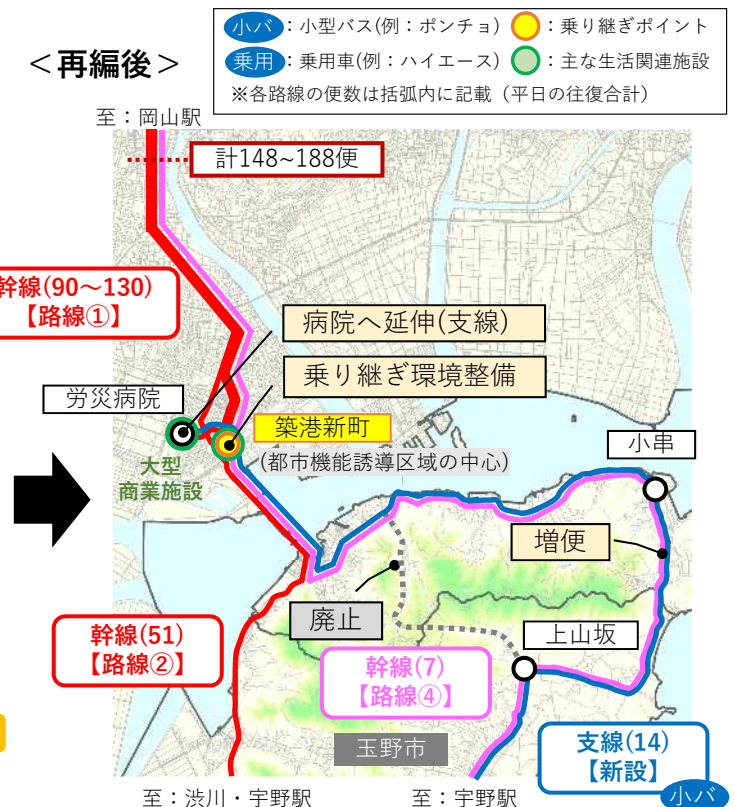 ＜再編後＞
小バ：小型バス(例：ポンチョ)
：乗り継ぎポイント
乗用：乗用車(例：ハイエース)
：主な生活関連施設
※各路線の便数は括弧内に記載（平日の往復合計）
至：岡山駅
計148~188便
幹線(90～130)
【路線①】
病院へ延伸(支線)
乗り継ぎ環境整備
労災病院
築港新町
(都市機能誘導区域の中心)
大型
商業施設
小串
増便
廃止
上山坂
幹線(51)
【路線②】
幹線(7)
【路線④】
玉野市
支線(14)
【新設】
小バ
至：渋川・宇野駅
至：宇野駅